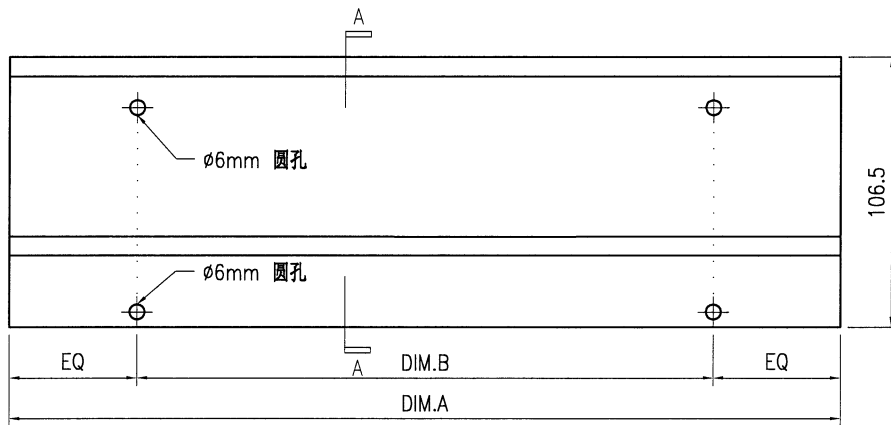 A
ø6mm 圆孔
106.5
ø6mm 圆孔
A
EQ
DIM.B
EQ
DIM.A